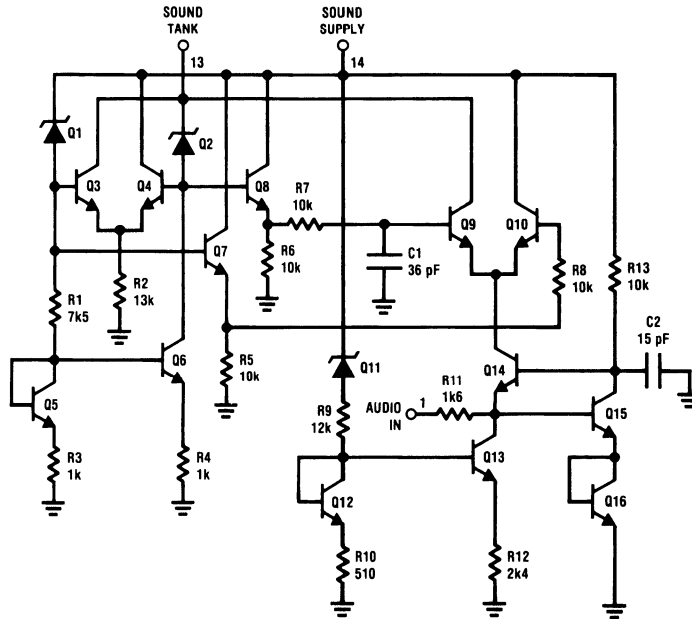 SOUND TANK
SOUND SUPPLY
13
14
Q1
Q2
Q3
Q4
Q8
R7
10k
Q9
Q10
R2
13k
Q7
R6
10k
C1
36 pF
R8
10k
R13
10k
R1
7k5
C2
15 pF
Q6
R5
10k
Q11
Q14
R11
1k6
AUDIO IN
1
Q5
R9
12k
Q15
R3
1k
R4
1k
Q13
Q12
Q16
R10
510
R12
2k4